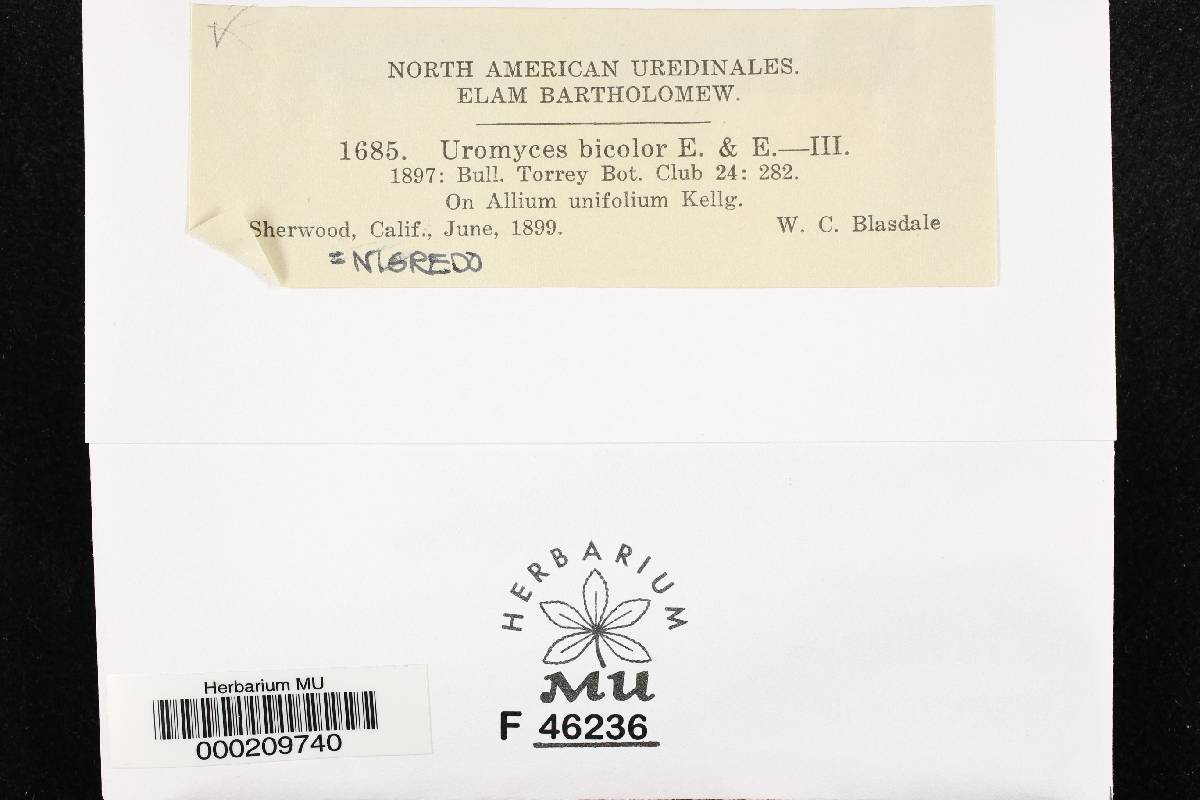 NORTH AMERICAN UREDINALES.
ELAM BARTHOLOMEW.
1685. Uromyces bicolor E. & E.—III.
1897: Bull. Torrey Bot. Club 24: 282.
On Allium unifolium Kellg.
Sherwood, Calif., June, 1899. W. C. Blasdale
= NIGREDO
HERBARIUM
MU
F 46236
Herbarium MU
000209740